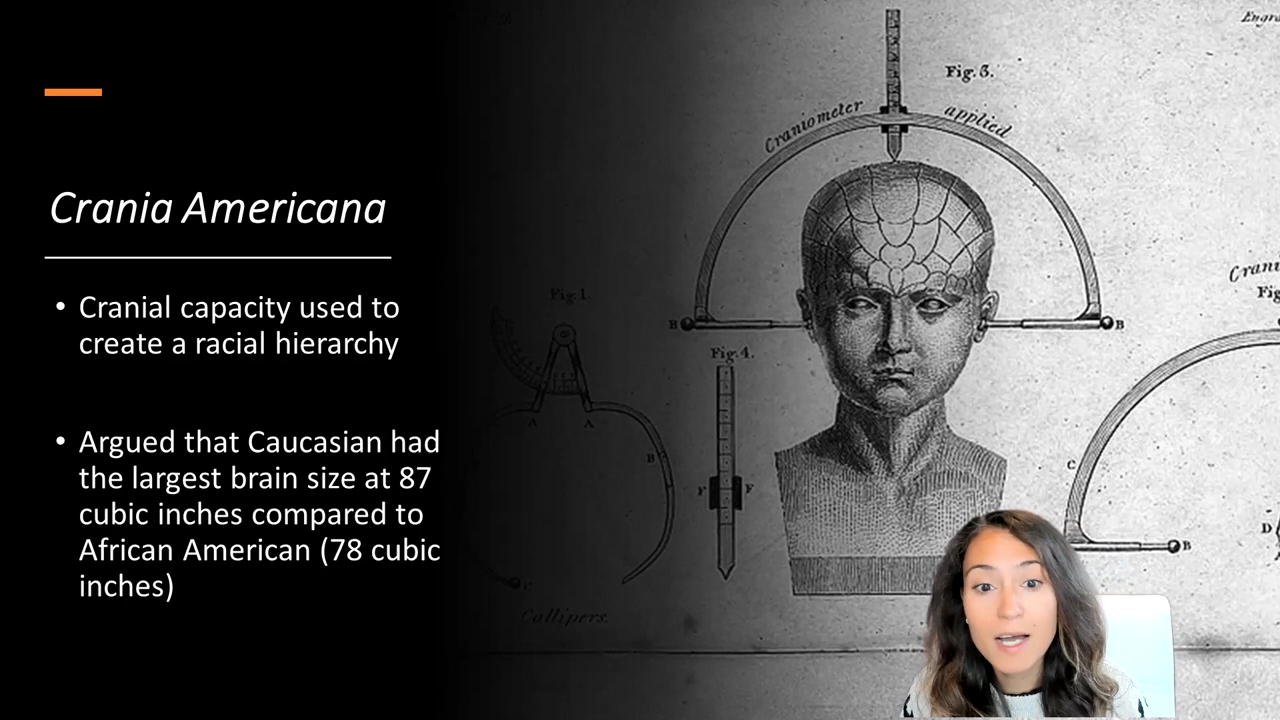 Crania Americana
• Cranial capacity used to
create a racial hierarchy
• Argued that Caucasian had
the largest brain size at 87
cubic inches compared to
African American (78 cubic
inches)
Fig. 3.
Craniometer applied
B
B
Fig. 1.
A
A
B
C
Callipers.
Fig. 4.
F
F
C
B
D